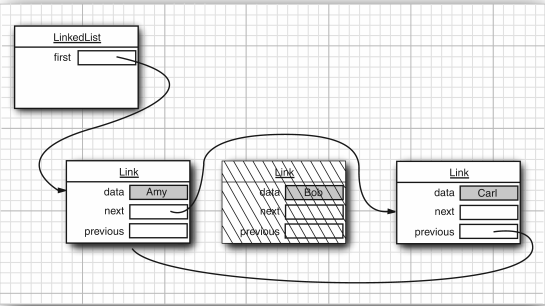 LinkedList
first
Link
data Amy
next
previous
Link
data Bob
next
previous
Link
data Carl
next
previous